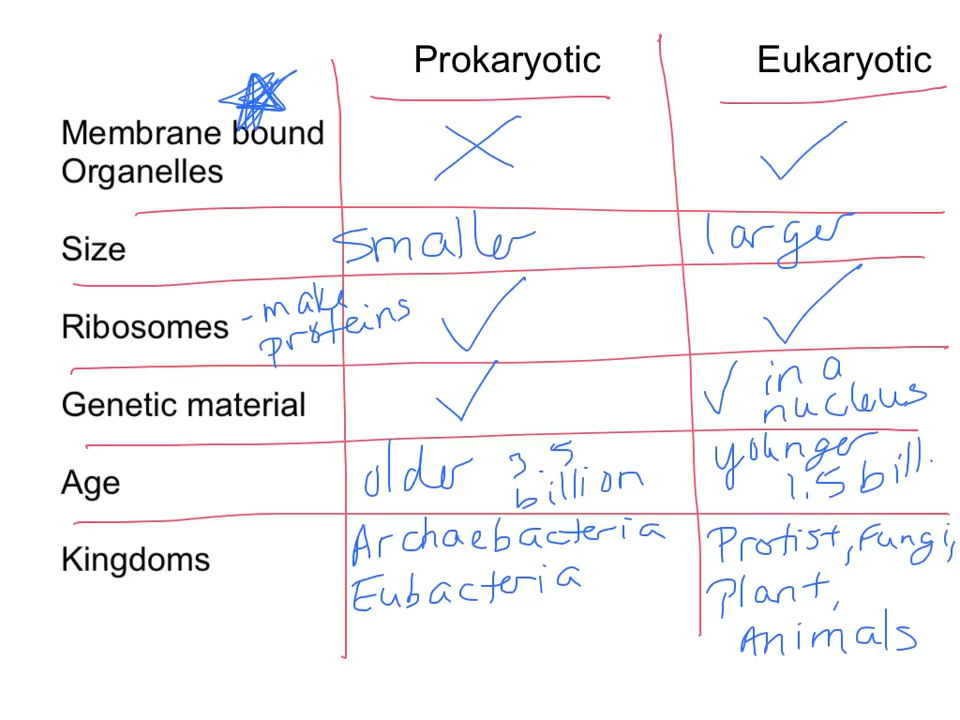 Prokaryotic Eukaryotic
Membrane bound
Organelles
Size smaller larger
Ribosomes - make
proteins
Genetic material in a
nucleus
Age older 3.5
billion younger
1.5 bill.
Kingdoms Archaebacteria
Eubacteria
Protist, Fungi,
Plant,
Animals